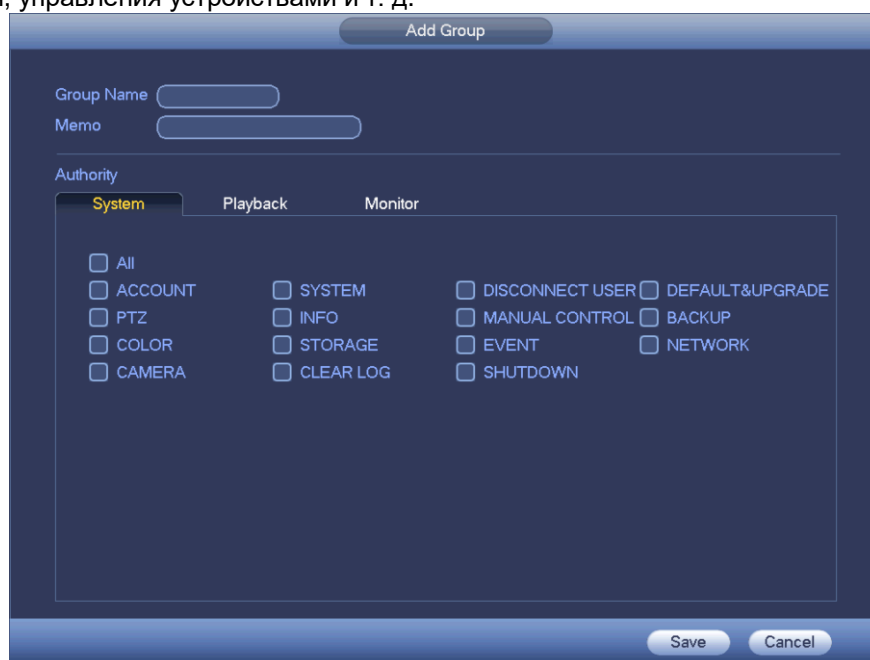 управления устройствами и т. д.
Add Group
Group Name
Memo
Authority
System Playback Monitor
All
ACCOUNT SYSTEM DISCONNECT USER DEFAULT&UPGRADE
PTZ INFO MANUAL CONTROL BACKUP
COLOR STORAGE EVENT NETWORK
CAMERA CLEAR LOG SHUTDOWN
Save Cancel